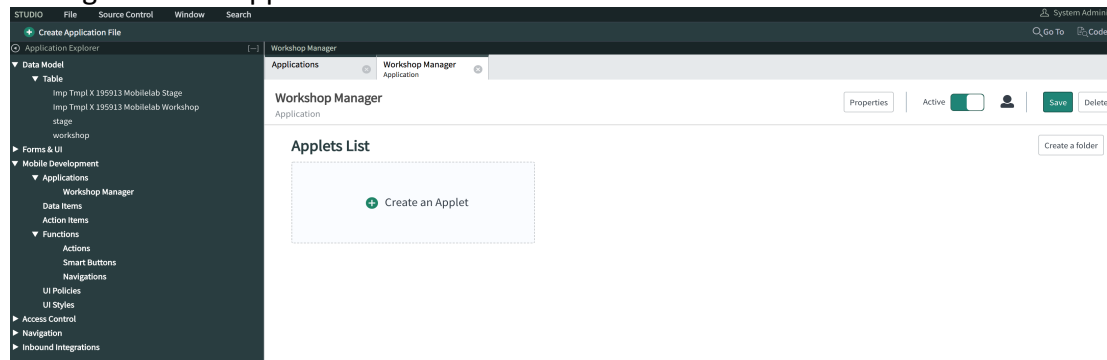 STUDIO File Source Control Window Search System Admin
Create Application File Go To Code
Application Explorer [—] Workshop Manager
Data Model
Table
Imp Tmpl X 195913 Mobilelab Stage
Imp Tmpl X 195913 Mobilelab Workshop
stage
workshop
Forms & UI
Mobile Development
Applications
Workshop Manager
Data Items
Action Items
Functions
Actions
Smart Buttons
Navigations
UI Policies
UI Styles
Access Control
Navigation
Inbound Integrations
Applications
Workshop Manager
Application
Workshop Manager
Application
Properties Active Save Delete
Applets List
Create a folder
Create an Applet